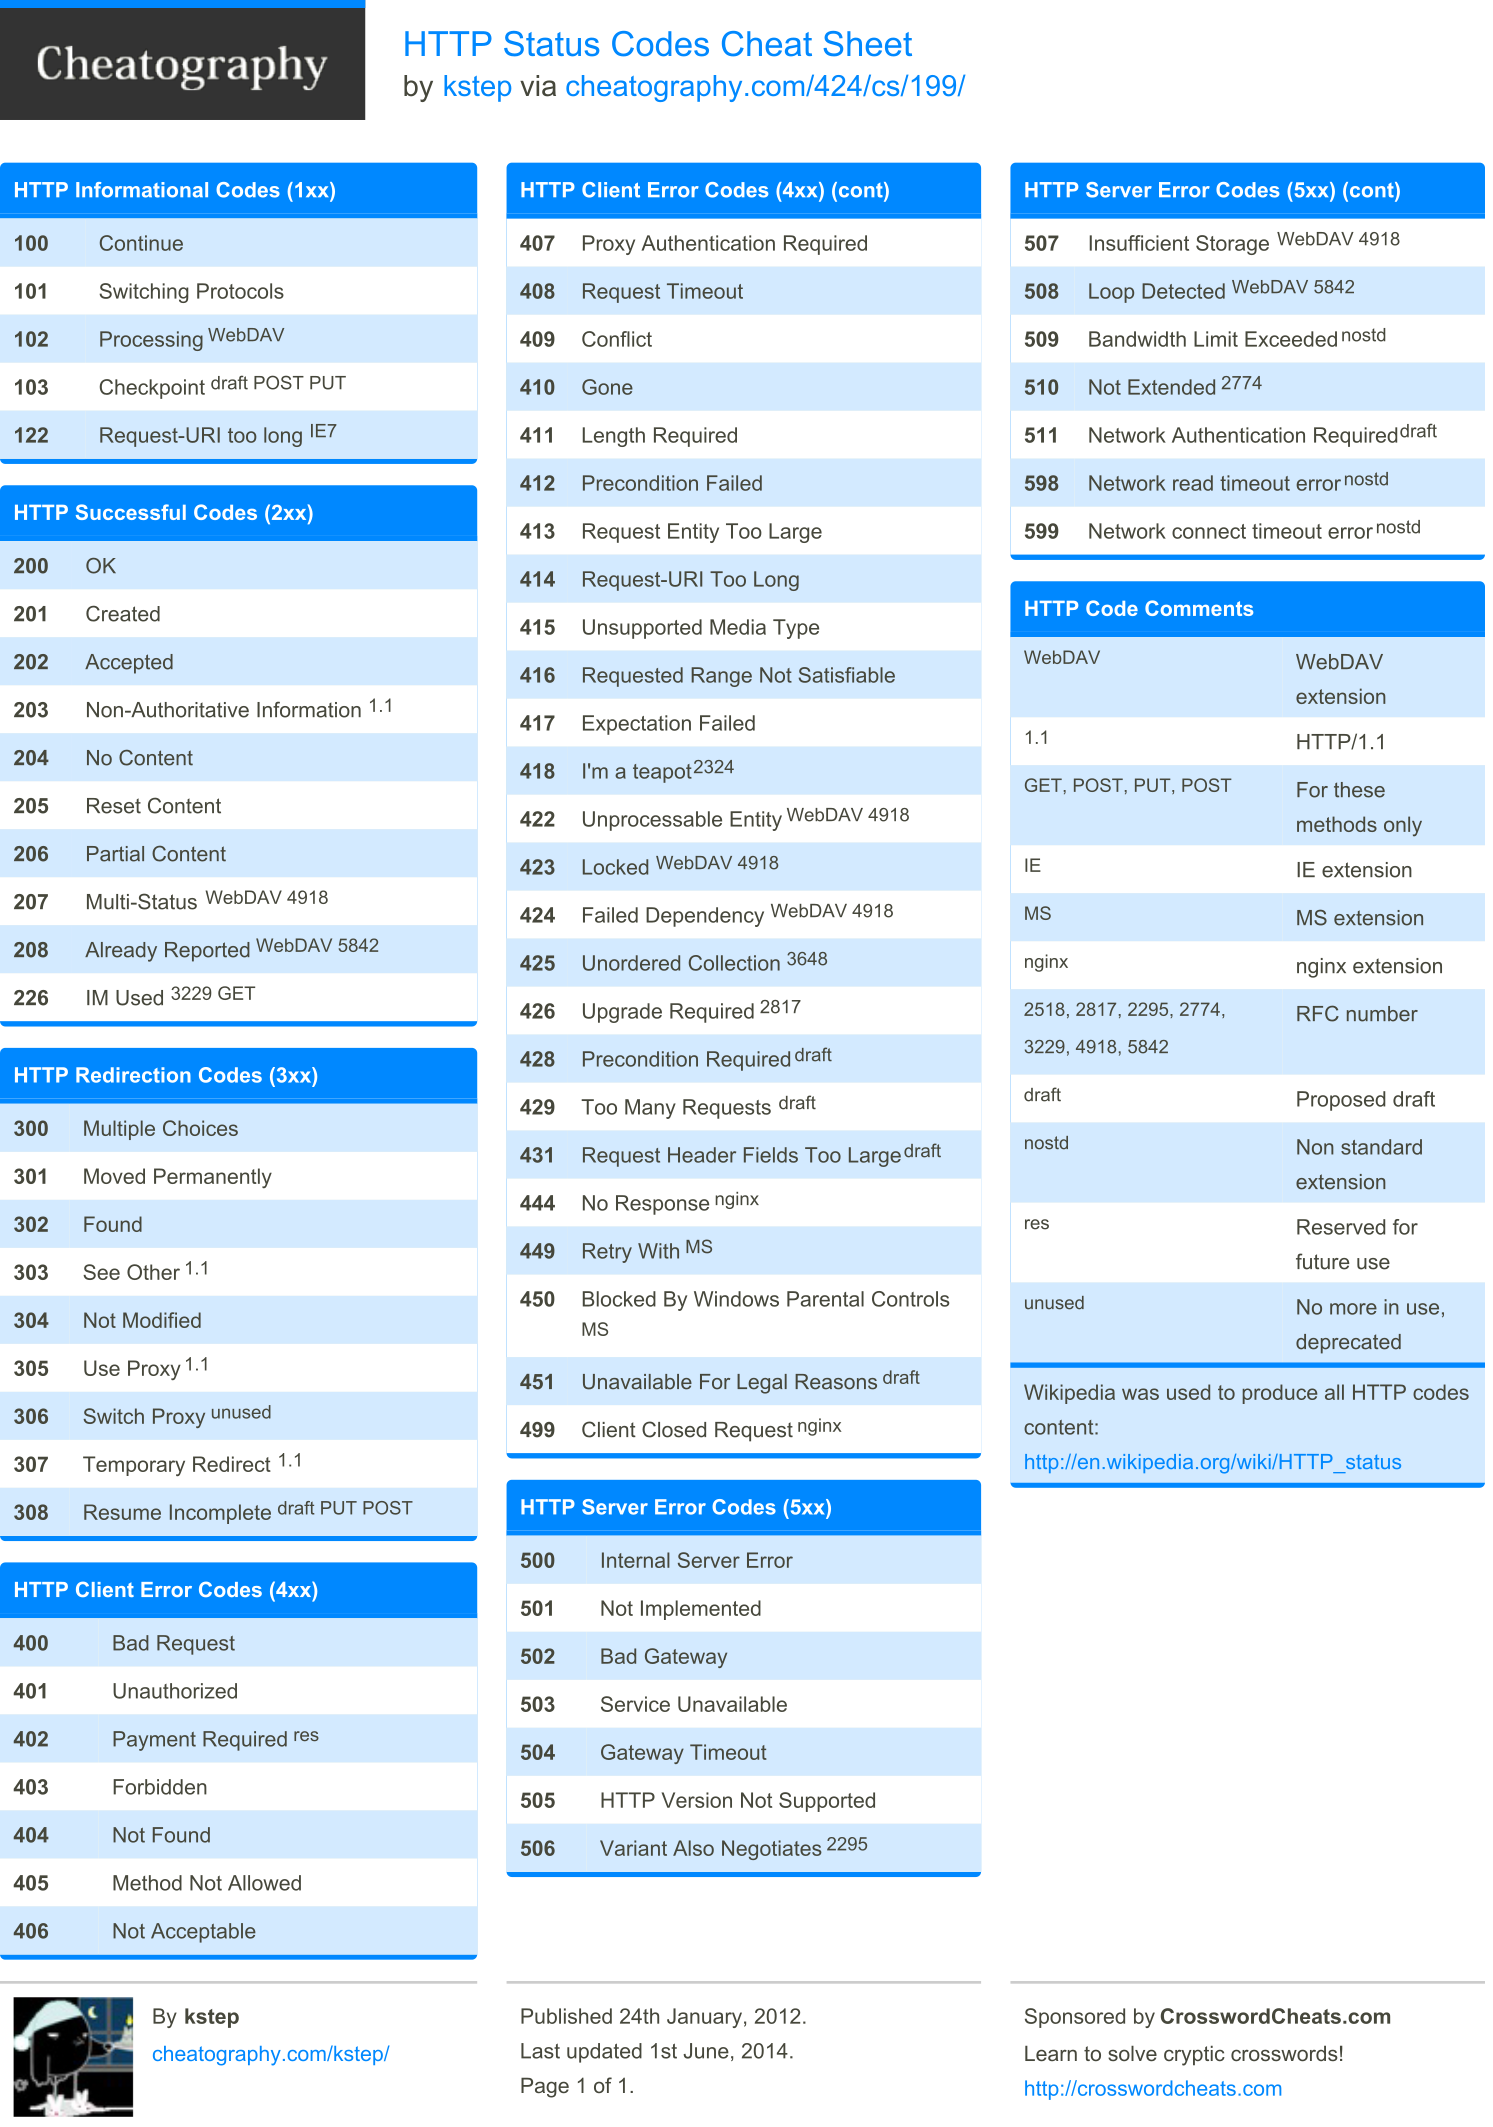 Cheatography
HTTP Status Codes Cheat Sheet
by kstep via cheatography.com/424/cs/199/
HTTP Informational Codes (1xx)
100 Continue
101 Switching Protocols
102 Processing WebDAV
103 Checkpoint draft POST PUT
122 Request-URI too long IE7
HTTP Successful Codes (2xx)
200 OK
201 Created
202 Accepted
203 Non-Authoritative Information 1.1
204 No Content
205 Reset Content
206 Partial Content
207 Multi-Status WebDAV 4918
208 Already Reported WebDAV 5842
226 IM Used 3229 GET
HTTP Redirection Codes (3xx)
300 Multiple Choices
301 Moved Permanently
302 Found
303 See Other 1.1
304 Not Modified
305 Use Proxy 1.1
306 Switch Proxy unused
307 Temporary Redirect 1.1
308 Resume Incomplete draft PUT POST
HTTP Client Error Codes (4xx)
400 Bad Request
401 Unauthorized
402 Payment Required res
403 Forbidden
404 Not Found
405 Method Not Allowed
406 Not Acceptable
HTTP Client Error Codes (4xx) (cont)
407 Proxy Authentication Required
408 Request Timeout
409 Conflict
410 Gone
411 Length Required
412 Precondition Failed
413 Request Entity Too Large
414 Request-URI Too Long
415 Unsupported Media Type
416 Requested Range Not Satisfiable
417 Expectation Failed
418 I'm a teapot 2324
422 Unprocessable Entity WebDAV 4918
423 Locked WebDAV 4918
424 Failed Dependency WebDAV 4918
425 Unordered Collection 3648
426 Upgrade Required 2817
428 Precondition Required draft
429 Too Many Requests draft
431 Request Header Fields Too Large draft
444 No Response nginx
449 Retry With MS
450 Blocked By Windows Parental Controls
MS
451 Unavailable For Legal Reasons draft
499 Client Closed Request nginx
HTTP Server Error Codes (5xx)
500 Internal Server Error
501 Not Implemented
502 Bad Gateway
503 Service Unavailable
504 Gateway Timeout
505 HTTP Version Not Supported
506 Variant Also Negotiates 2295
HTTP Server Error Codes (5xx) (cont)
507 Insufficient Storage WebDAV 4918
508 Loop Detected WebDAV 5842
509 Bandwidth Limit Exceeded nostd
510 Not Extended 2774
511 Network Authentication Required draft
598 Network read timeout error nostd
599 Network connect timeout error nostd
HTTP Code Comments
WebDAV WebDAV
extension
1.1 HTTP/1.1
GET, POST, PUT, POST For these
methods only
IE IE extension
MS MS extension
nginx nginx extension
2518, 2817, 2295, 2774, RFC number
3229, 4918, 5842
draft Proposed draft
nostd Non standard
extension
res Reserved for
future use
unused No more in use,
deprecated
Wikipedia was used to produce all HTTP codes
content:
http://en.wikipedia.org/wiki/HTTP_status
By kstep
cheatography.com/kstep/
Published 24th January, 2012.
Last updated 1st June, 2014.
Page 1 of 1.
Sponsored by CrosswordCheats.com
Learn to solve cryptic crosswords!
http://crosswordcheats.com